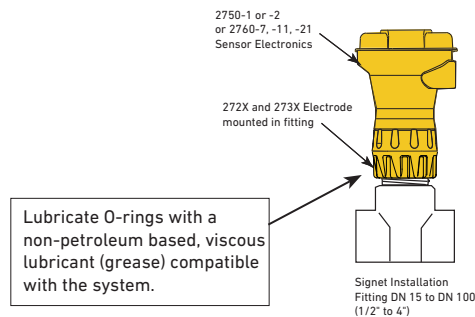 2750-1 or -2
or 2760-7, -11, -21
Sensor Electronics
272X and 273X Electrode
mounted in fitting
Lubricate O-rings with a
non-petroleum based, viscous
lubricant (grease) compatible
with the system.
Signet Installation
Fitting DN 15 to DN 100
(1/2" to 4")